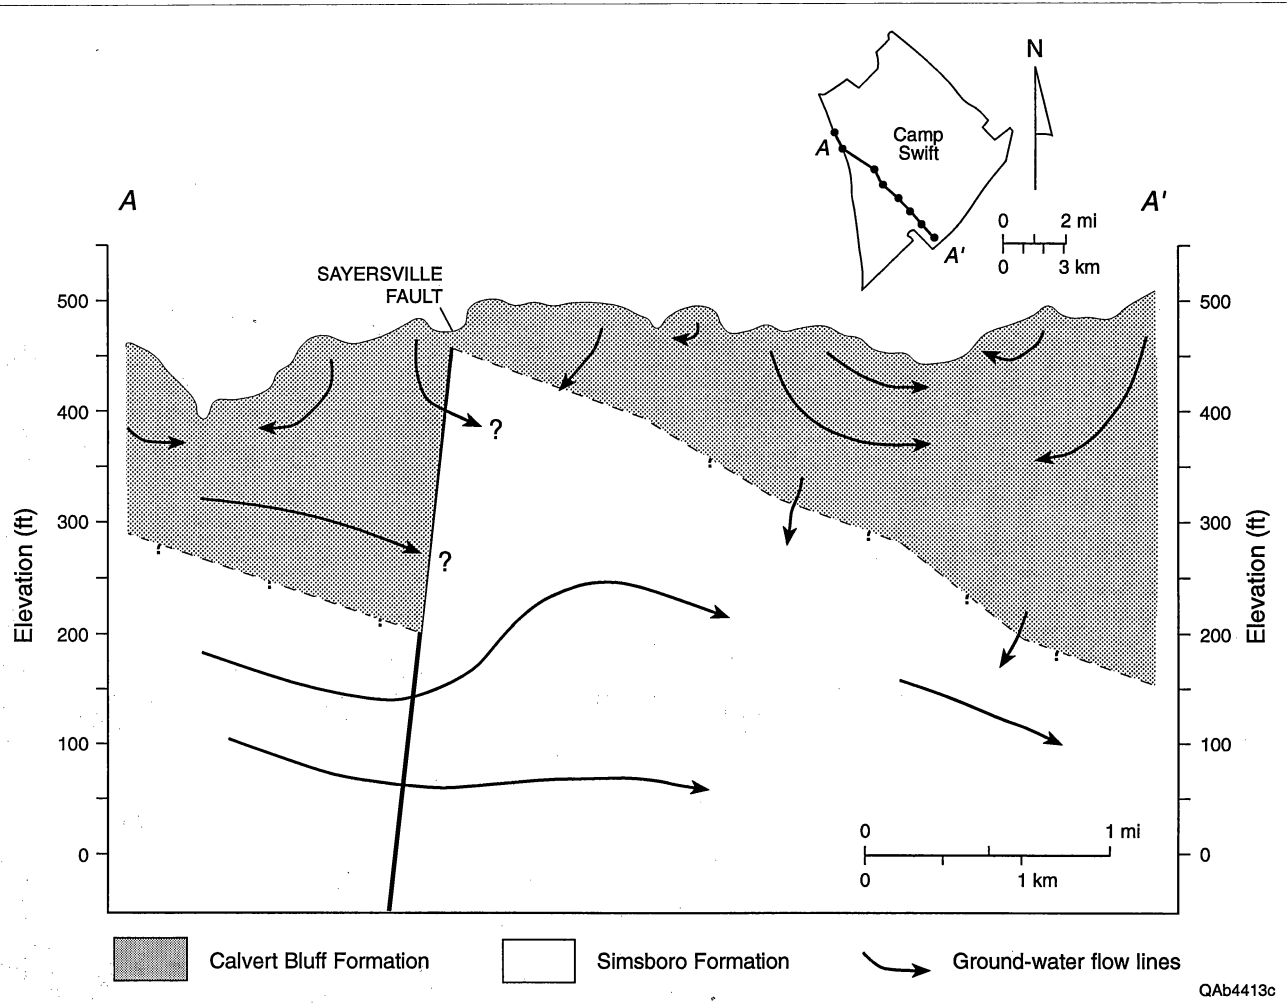 N
Camp
Swift
A
A'
0 2 mi
0 3 km
A
A'
SAYERSVILLE
FAULT
500
400
300
200
100
0
Elevation (ft)
500
400
300
200
100
0
Elevation (ft)
?
?
?
?
?
?
?
?
?
?
0 1 mi
0 1 km
Calvert Bluff Formation
Simsboro Formation
Ground-water flow lines
QAb4413c